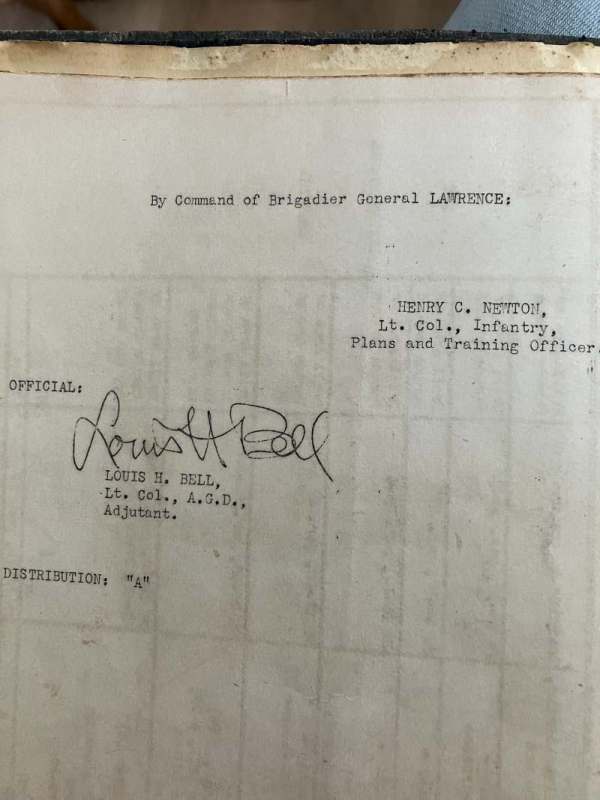 By Command of Brigadier General LAWRENCE:
HENRY C. NEWTON,
Lt. Col., Infantry,
Plans and Training Officer.
OFFICIAL:
Louis H Bell
LOUIS H. BELL,
Lt. Col., A.G.D.,
Adjutant.
DISTRIBUTION: "A"